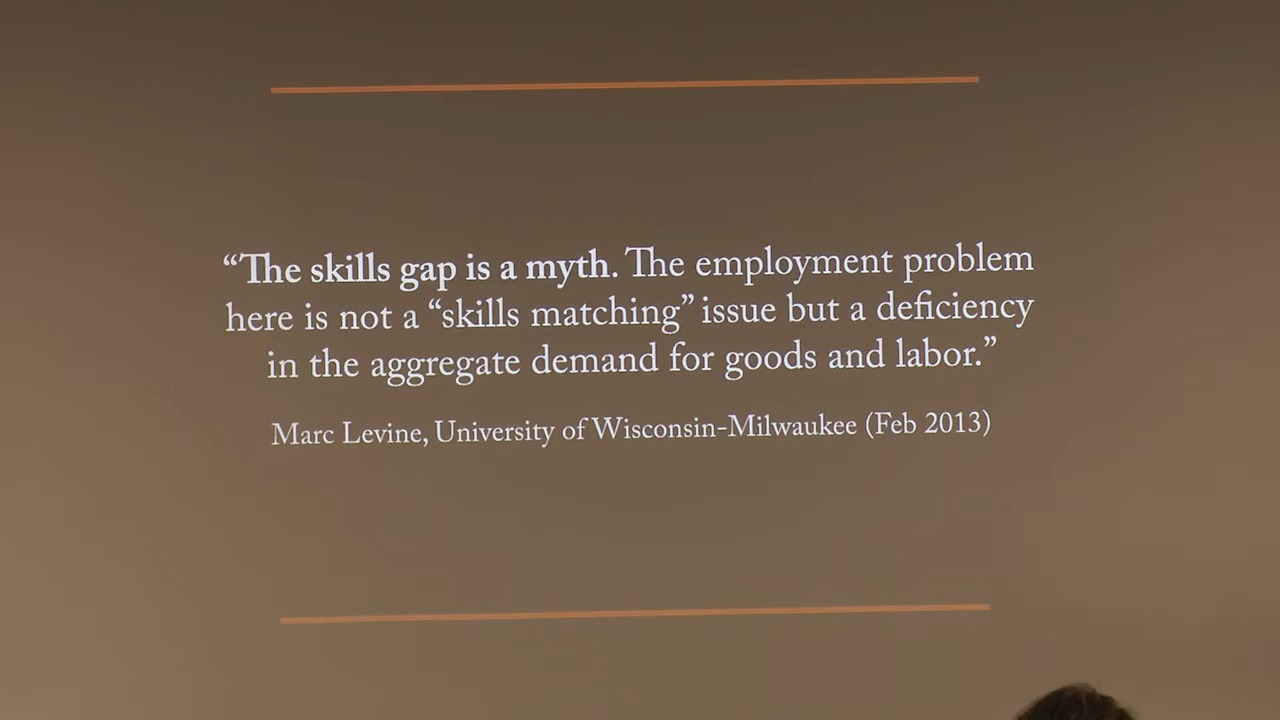 “The skills gap is a myth. The employment problem
here is not a “skills matching” issue but a deficiency
in the aggregate demand for goods and labor.”
Marc Levine, University of Wisconsin-Milwaukee (Feb 2013)